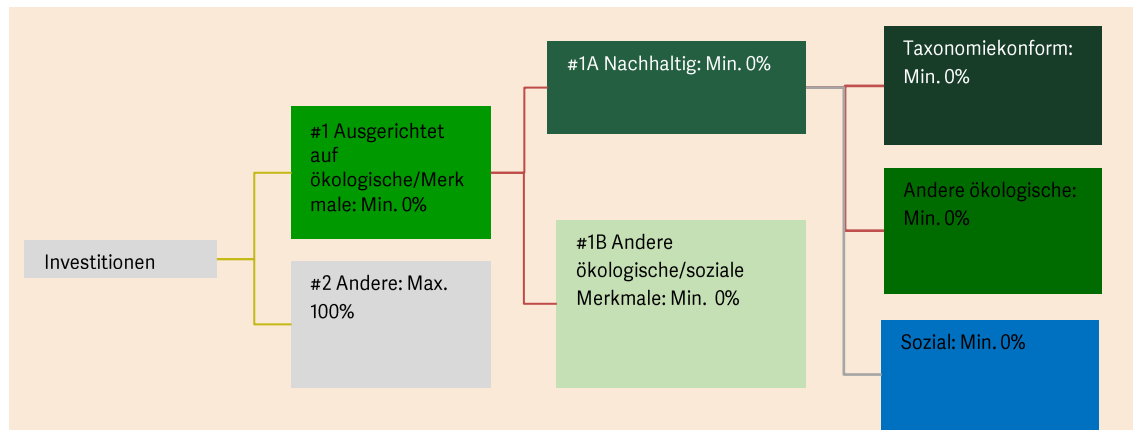 Investitionen
#1 Ausgerichtet
auf
ökologische/Merk
male: Min. 0%
#2 Andere: Max.
100%
#1A Nachhaltig: Min. 0%
#1B Andere
ökologische/soziale
Merkmale: Min. 0%
Taxonomiekonform:
Min. 0%
Andere ökologische:
Min. 0%
Sozial: Min. 0%